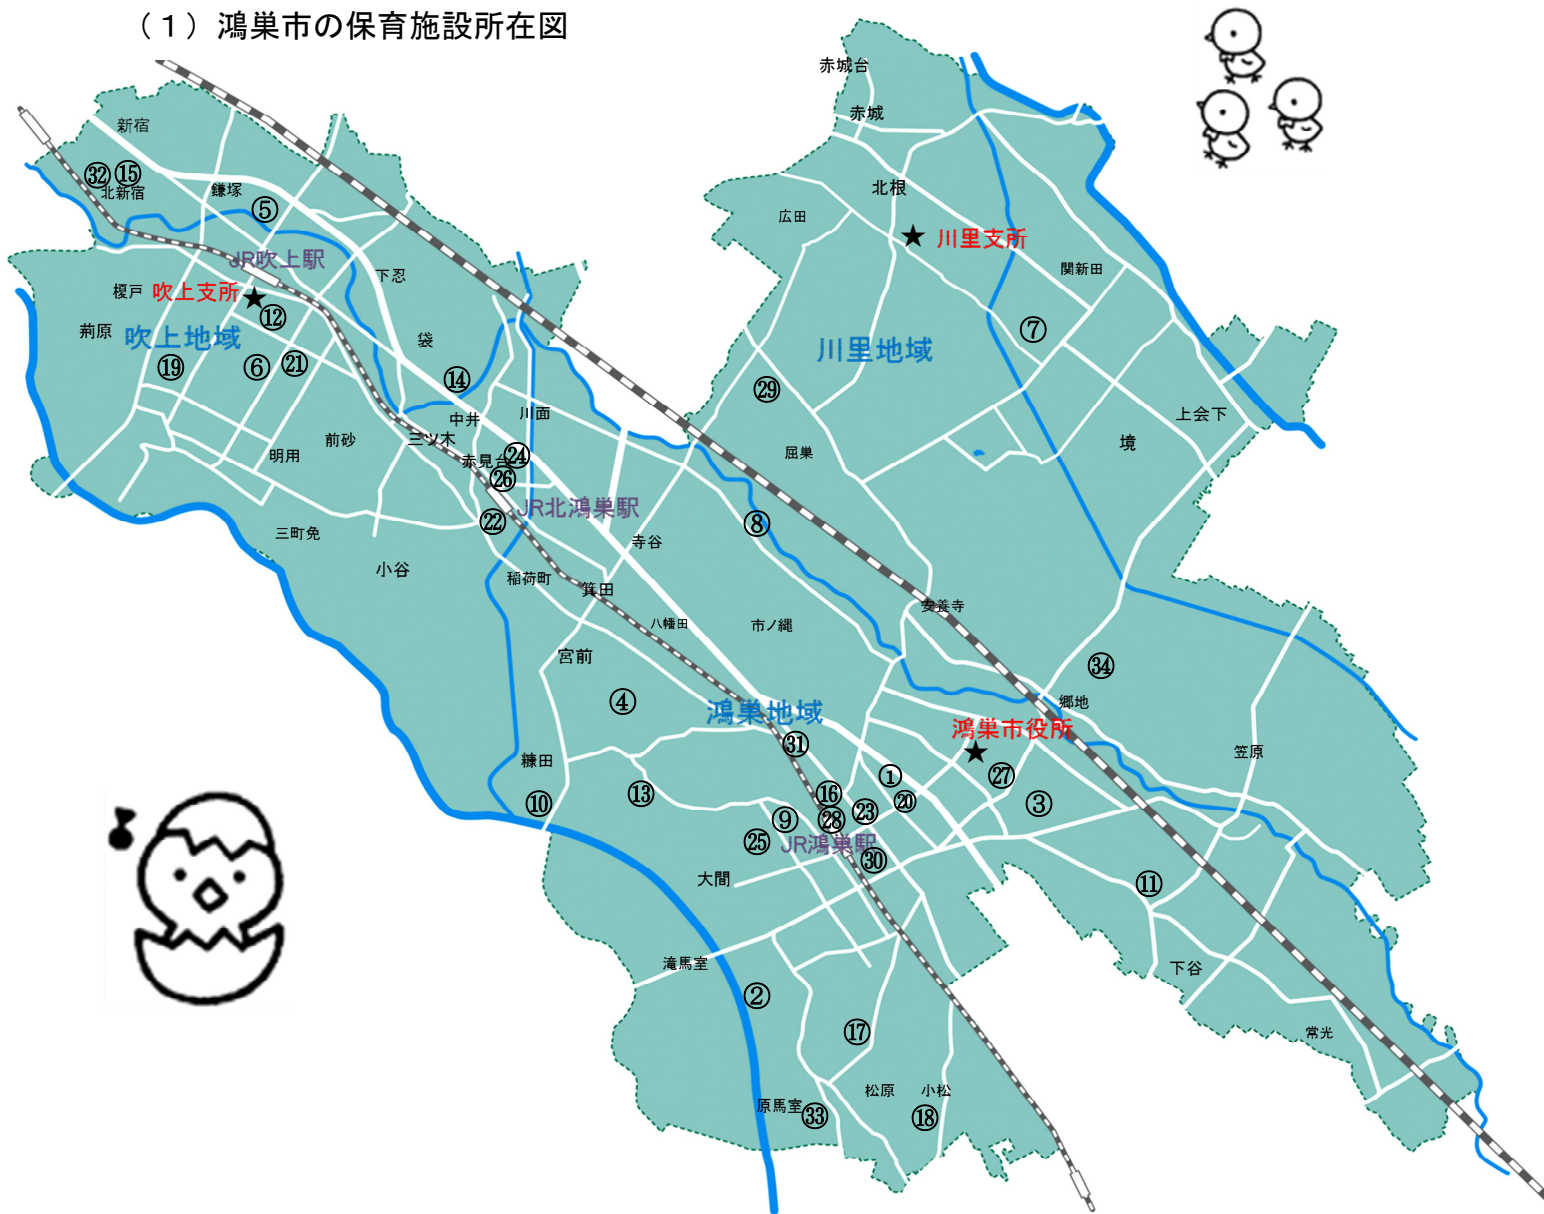 （１）鴻巣市の保育施設所在図
赤城台
赤城
新宿
㉜
⑮
北新宿
鎌塚
北根
⑤
広田
川里支所
JR吹上駅
下忍
関新田
榎戸
吹上支所
⑫
荊原
吹上地域
袋
⑦
川里地域
⑲
⑥
㉑
⑭
㉙
中井
川面
上会下
前砂
三ツ木
境
明用
赤見台
㉔
屈巣
㉖
JR北鴻巣駅
㉒
⑧
三町免
寺谷
小谷
稲荷町
箕田
安養寺
八幡田
市ノ縄
宮前
㉞
④
郷地
鴻巣地域
鴻巣市役所
㉛
笠原
糠田
①
㉗
⑩
⑬
⑯
㉓
⑳
③
⑨
㉘
㉕
JR鴻巣駅
㉚
大間
⑪
滝馬室
下谷
②
⑰
常光
松原
小松
原馬室
㉝
⑱